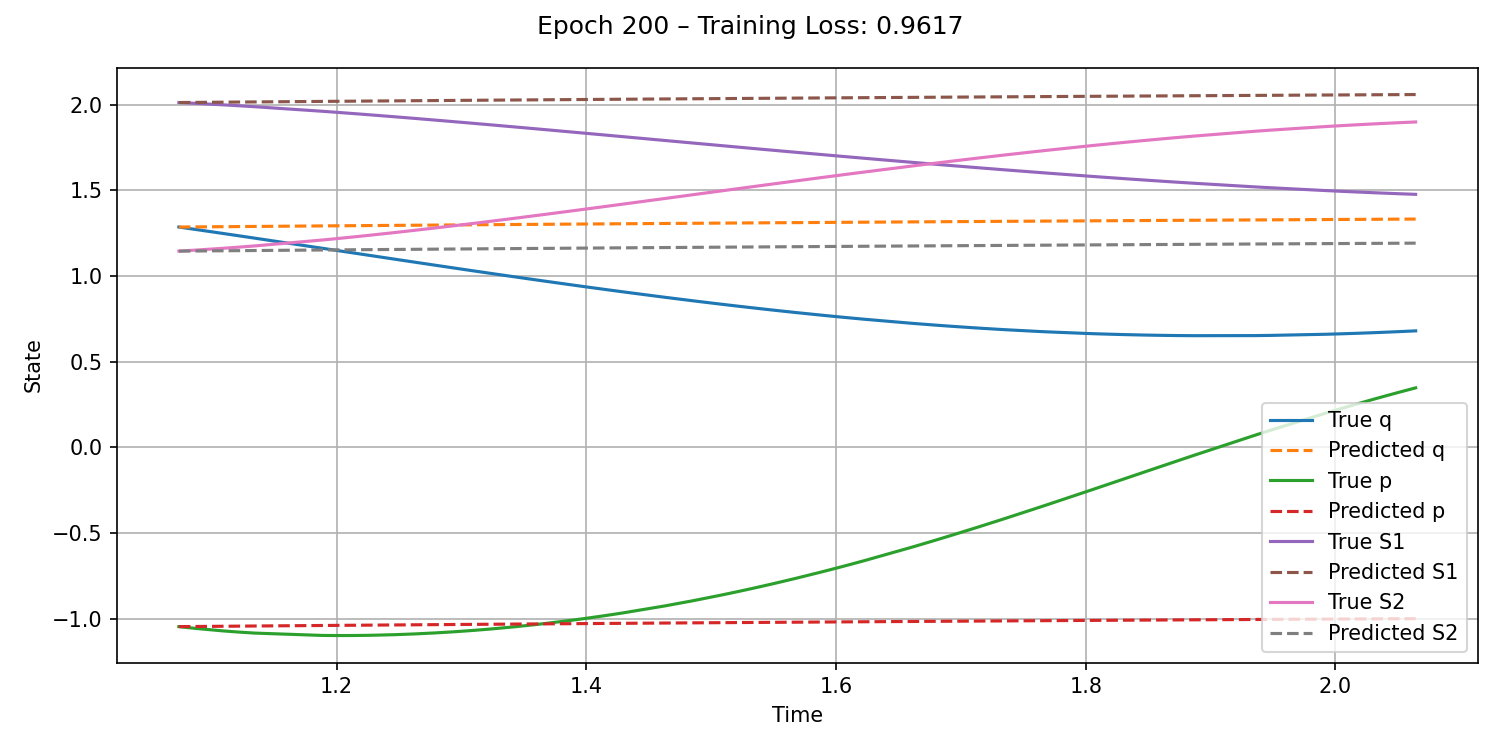 Epoch 200 – Training Loss: 0.9617
State
2.0
1.5
1.0
0.5
0.0
−0.5
−1.0
True q
Predicted q
True p
Predicted p
True S1
Predicted S1
True S2
Predicted S2
1.2 1.4 1.6 1.8 2.0
Time